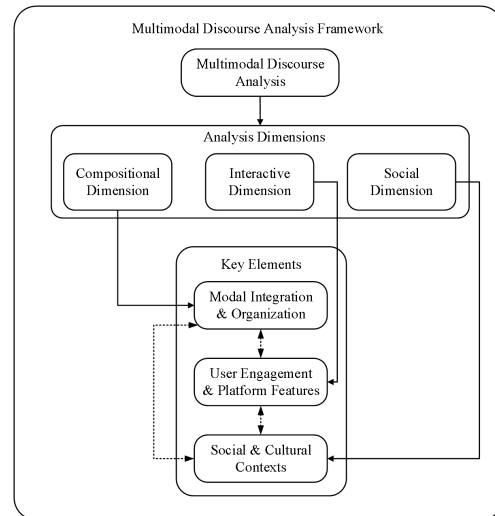 Multimodal Discourse Analysis Framework
Multimodal Discourse
Analysis
Analysis Dimensions
Compositional
Dimension
Interactive
Dimension
Social
Dimension
Key Elements
Modal Integration
& Organization
User Engagement
& Platform Features
Social & Cultural
Contexts